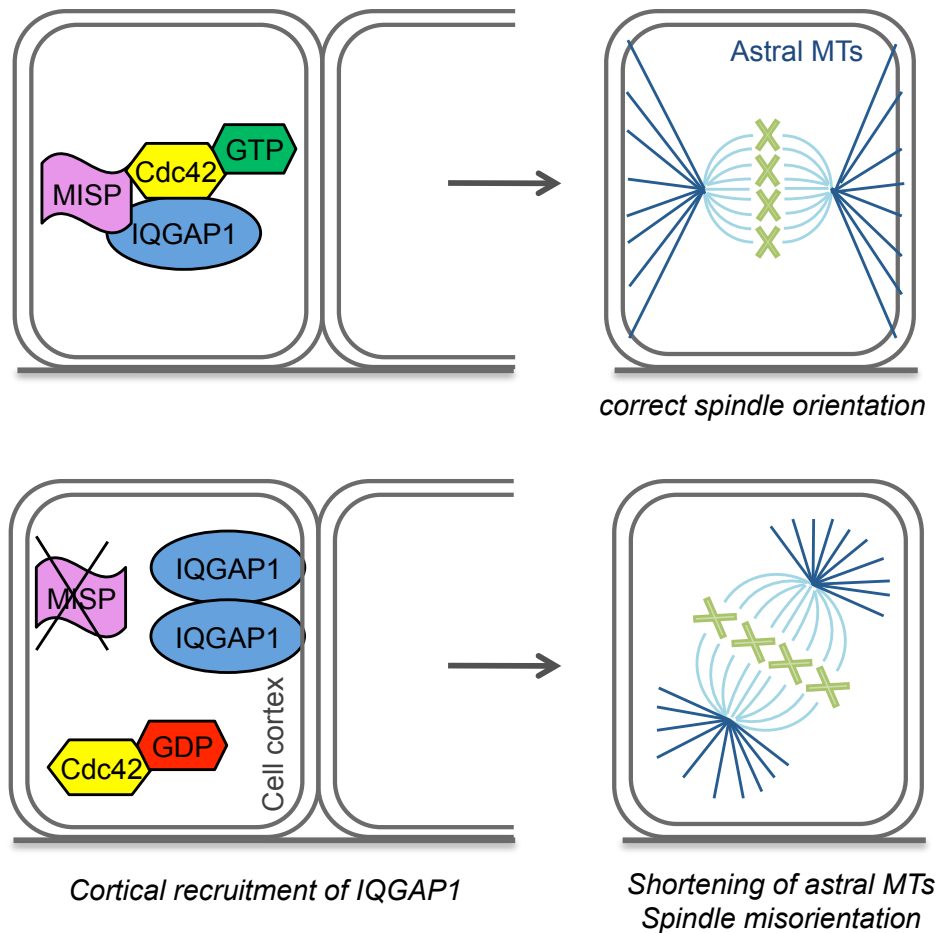 MISP
Cdc42
GTP
IQGAP1
Astral MTs
correct spindle orientation
MISP
IQGAP1
IQGAP1
Cdc42
GDP
Cell cortex
Cortical recruitment of IQGAP1
Shortening of astral MTs
Spindle misorientation